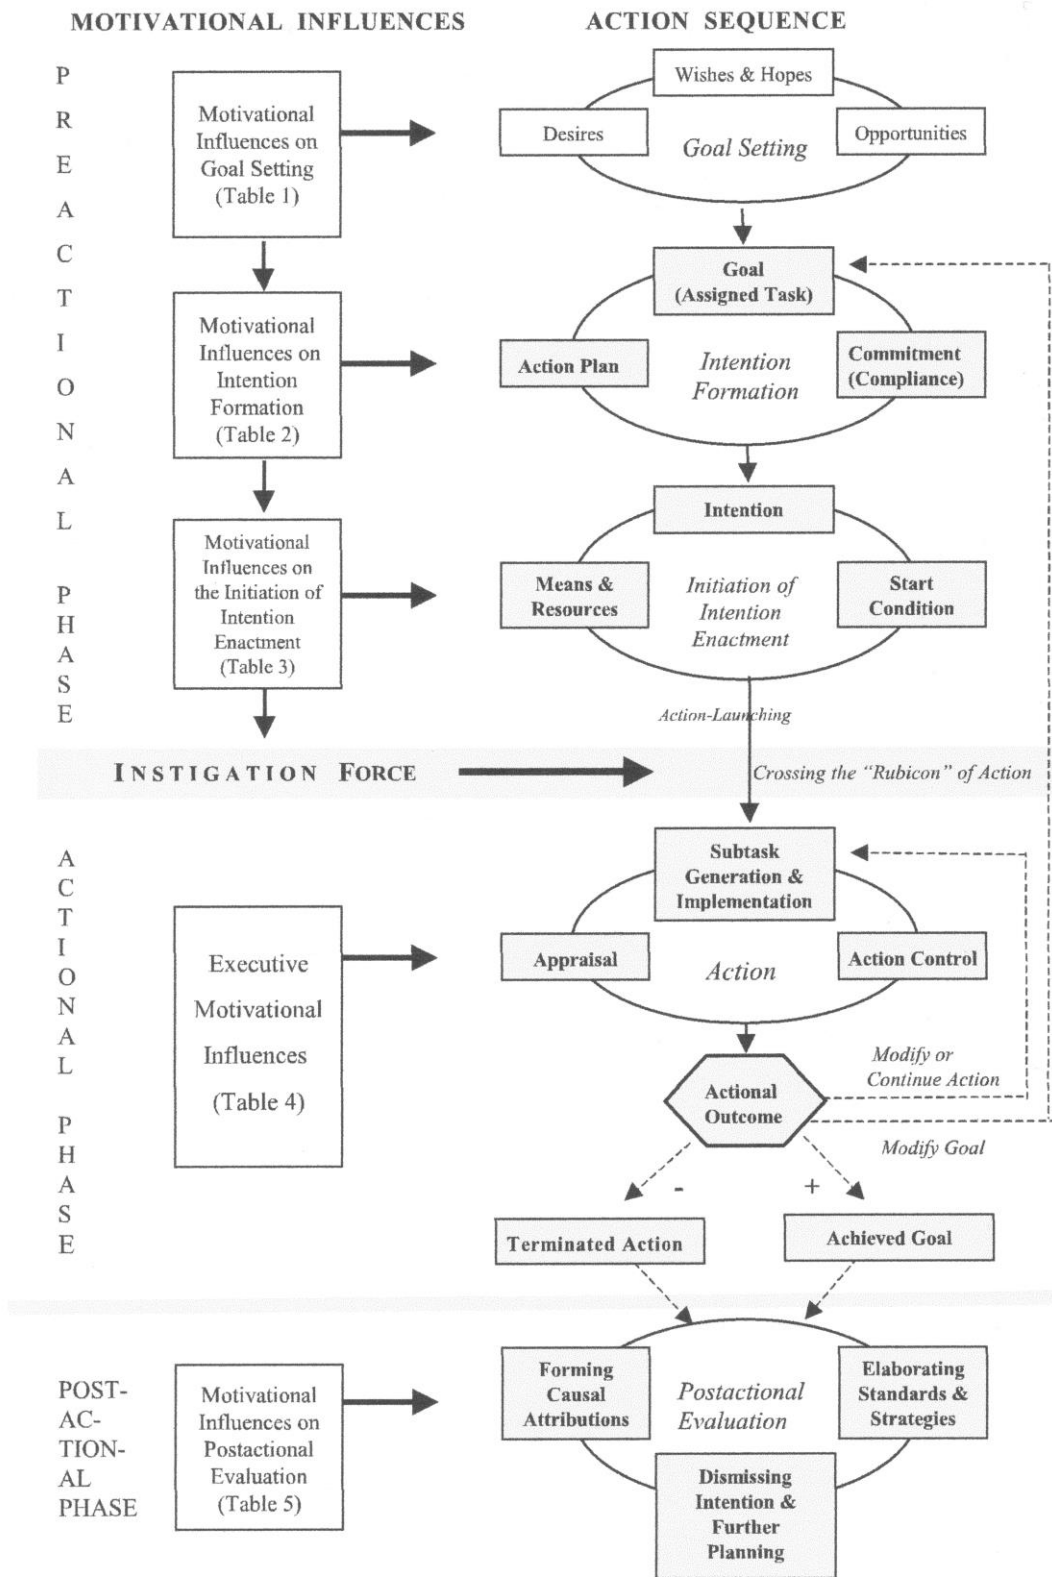 MOTIVATIONAL INFLUENCES
ACTION SEQUENCE
PREACTIONAL PHASE
Motivational
Influences on
Goal Setting
(Table 1)
Wishes & Hopes
Desires
Opportunities
Goal Setting
Motivational
Influences on
Intention
Formation
(Table 2)
Goal
(Assigned Task)
Action Plan
Commitment
(Compliance)
Intention
Formation
Motivational
Influences on
the Initiation of
Intention
Enactment
(Table 3)
Intention
Means &
Resources
Start
Condition
Initiation of
Intention
Enactment
Action-Launching
INSTIGATION FORCE
Crossing the “Rubicon” of Action
ACTIONAL PHASE
Executive
Motivational
Influences
(Table 4)
Subtask
Generation &
Implementation
Appraisal
Action Control
Action
Modify or
Continue Action
Actional
Outcome
Modify Goal
-
+
Terminated Action
Achieved Goal
POST-
AC-
TION-
AL
PHASE
Motivational
Influences on
Postactional
Evaluation
(Table 5)
Forming
Causal
Attributions
Postactional
Evaluation
Elaborating
Standards &
Strategies
Dismissing
Intention &
Further
Planning